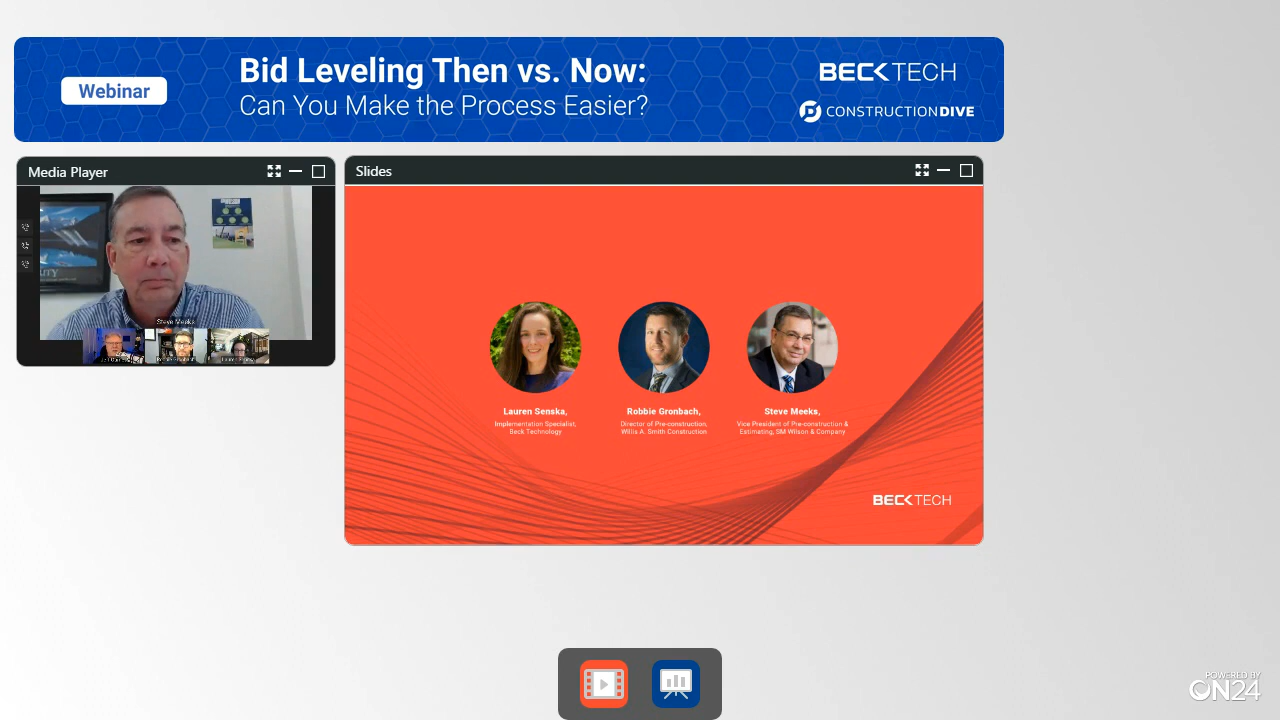 Webinar
Bid Leveling Then vs. Now:
Can You Make the Process Easier?
BECKTECH
CONSTRUCTIONDIVE
Media Player
Steve Meeks
Slides
Lauren Senska,
Implementation Specialist,
Beck Technology
Robbie Gronbach,
Director of Pre-construction,
Willis A. Smith Construction
Steve Meeks,
Vice President of Pre-construction &
Estimating, SM Wilson & Company
BECKTECH
POWERED BY
ON24